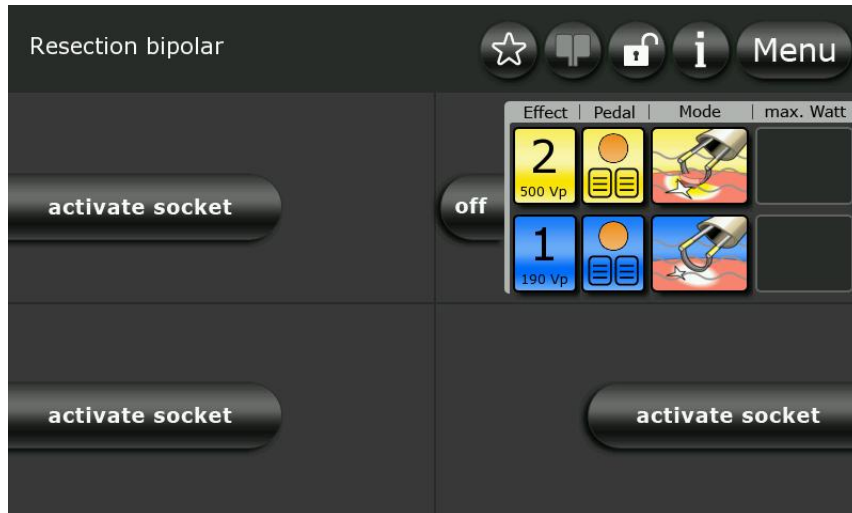 Resection bipolar
i
Menu
Effect | Pedal | Mode | max. Watt
2
500 Vp
activate socket
off
1
190 Vp
activate socket
activate socket